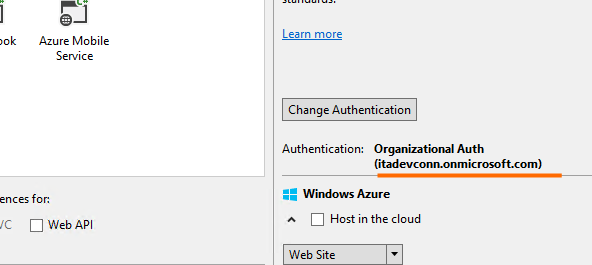 standards.
ook
Azure Mobile
Service
Learn more
Change Authentication
Authentication:
Organizational Auth
(itadevconn.onmicrosoft.com)
Windows Azure
ences for:
Host in the cloud
VC
Web API
Web Site